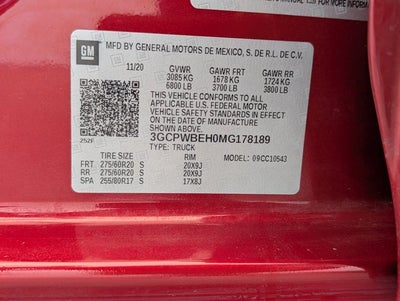 GM
MFD BY GENERAL MOTORS DE MEXICO, S. DE R.L. DE C.V.
11/20 GVWR GAWR FRT GAWR RR
3085 KG 1678 KG 1724 KG
6800 LB 3700 LB 3800 LB
THIS VEHICLE CONFORMS TO ALL
APPLICABLE U.S. FEDERAL MOTOR
VEHICLE SAFETY STANDARDS IN
EFFECT ON THE DATE OF
MANUFACTURE SHOWN ABOVE.
3GCPWBEH0MG178189
252F TYPE: TRUCK
TIRE SIZE RIM 09CC10543
FRT 275/60R20 S 20X9J
RR 275/60R20 S 20X9J
SPA 255/80R17 S 17X8J